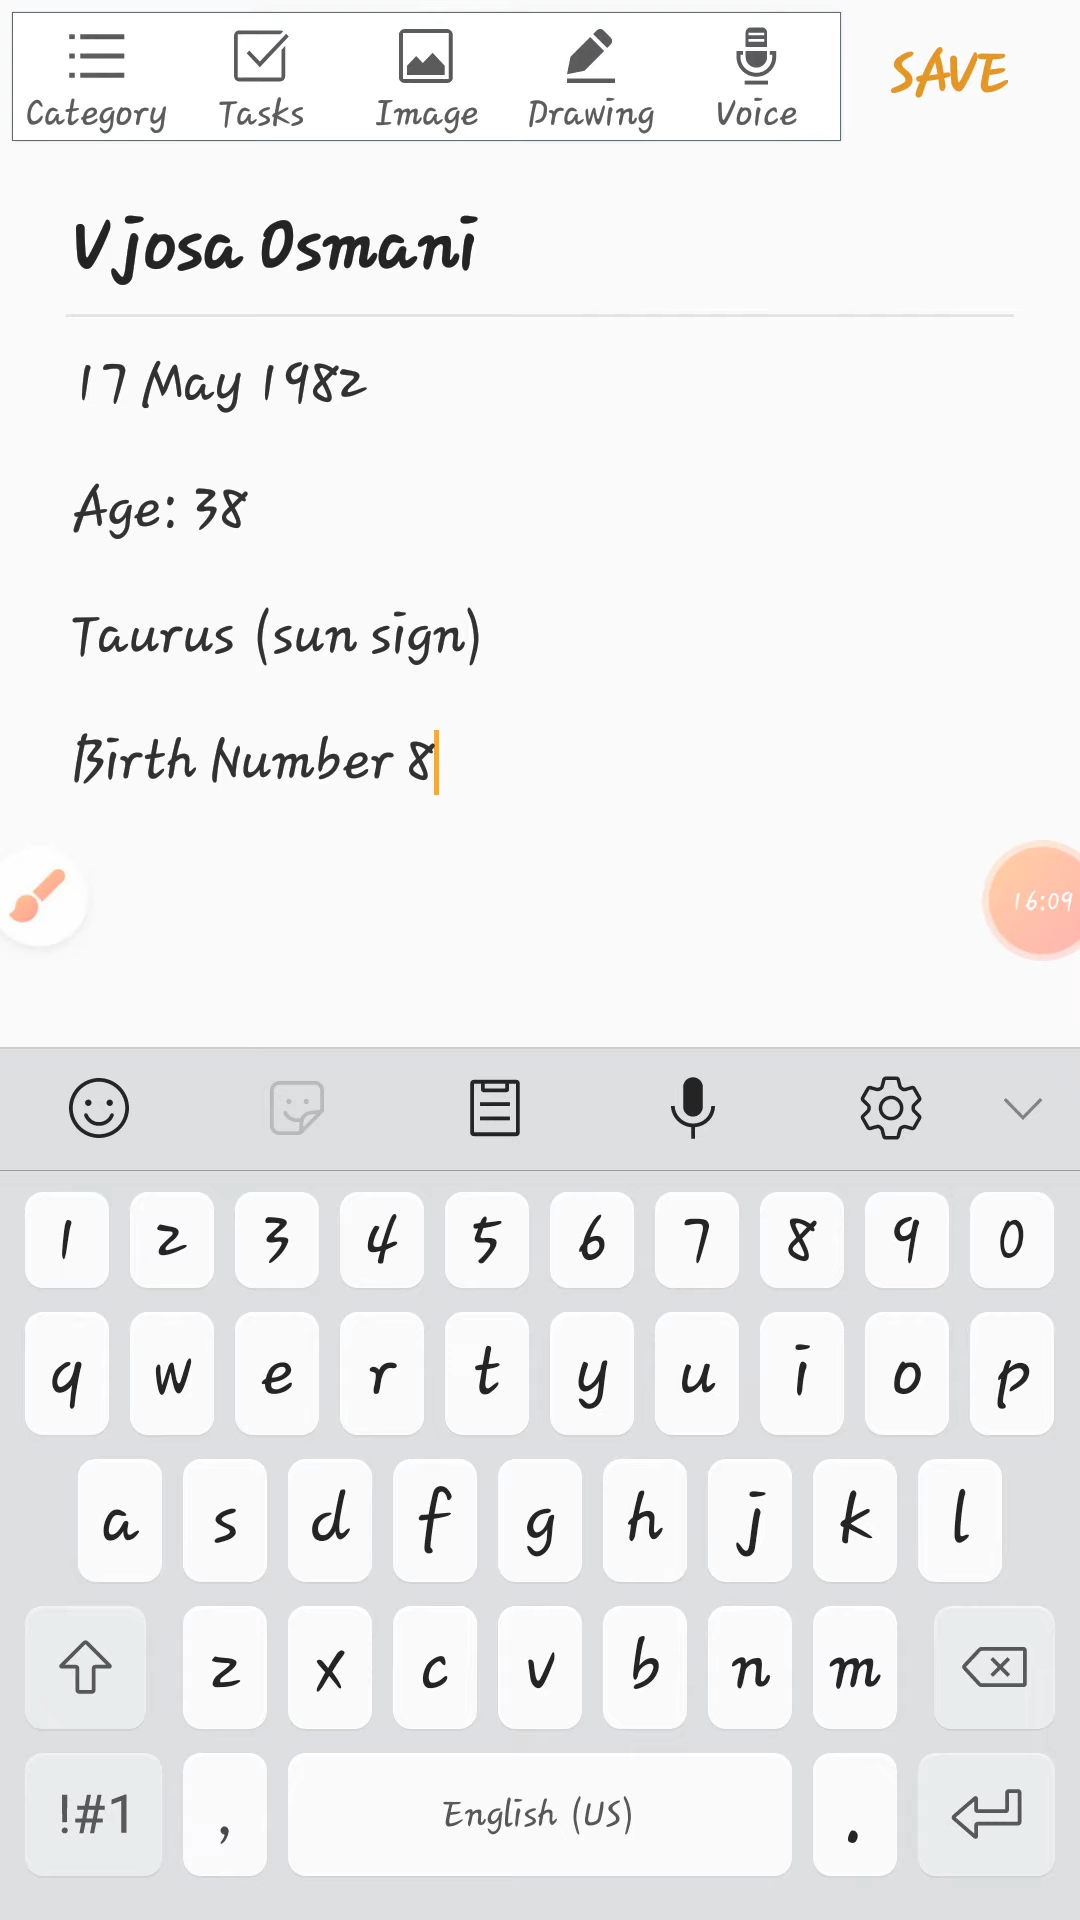 Category Tasks Image Drawing Voice SAVE
Vjosa Osmani
17 May 1982
Age: 38
Taurus (sun sign)
Birth Number 8
16:09
1 2 3 4 5 6 7 8 9 0
q w e r t y u i o p
a s d f g h j k l
z x c v b n m
!#1 , English (US) .